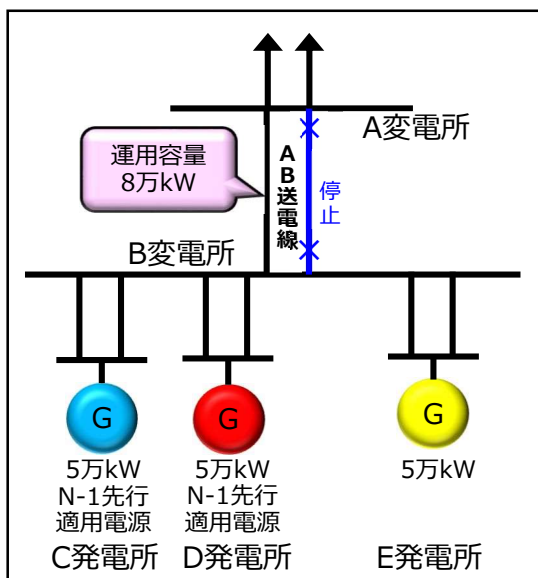 A変電所
運用容量
8万kW
AB送電線
停止
B変電所
G
G
G
5万kW
N-1先行
適用電源
5万kW
N-1先行
適用電源
5万kW
C発電所
D発電所
E発電所